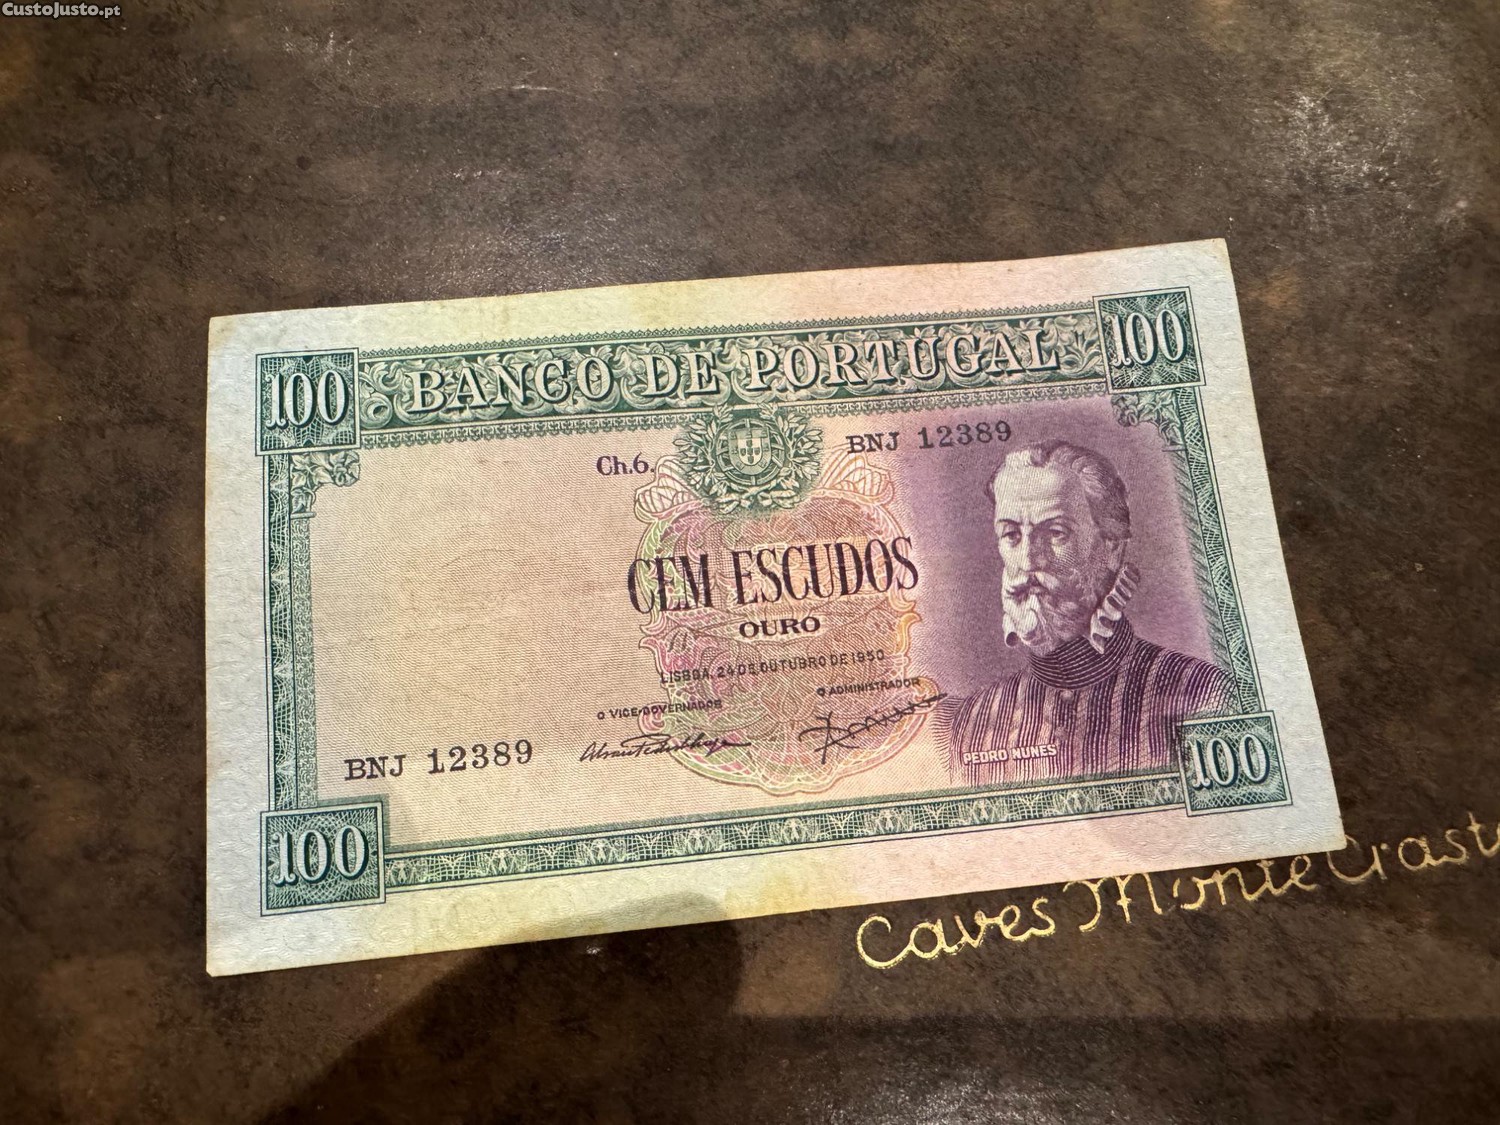 CustoJusto.pt
100 BANCO DE PORTUGAL 100
Ch.6. BNJ 12389
CEM ESCUDOS
OURO
LISBOA, 24 DE OUTUBRO DE 1950
O VICE-GOVERNADOR O ADMINISTRADOR
BNJ 12389
PEDRO NUNES
100 100
Caves Monte Crasto